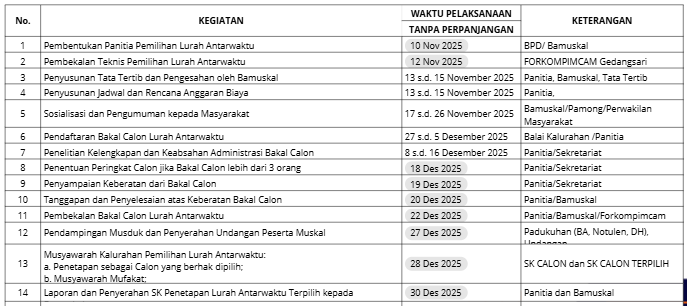 No.
KEGIATAN
WAKTU PELAKSANAAN
TANPA PERPANJANGAN
KETERANGAN
1 Pembentukan Panitia Pemilihan Lurah Antarwaktu 10 Nov 2025 BPD/ Bamuskal
2 Pembekalan Teknis Pemilihan Lurah Antarwaktu 12 Nov 2025 FORKOMPIMCAM Gedangsari
3 Penyusunan Tata Tertib dan Pengesahan oleh Bamuskal 13 s.d. 15 November 2025 Panitia, Bamuskal, Tata Tertib
4 Penyusunan Jadwal dan Rencana Anggaran Biaya 13 s.d. 15 November 2025 Panitia,
5 Sosialisasi dan Pengumuman kepada Masyarakat 17 s.d. 26 November 2025 Bamuskal/Pamong/Perwakilan
Masyarakat
6 Pendaftaran Bakal Calon Lurah Antarwaktu 27 s.d. 5 Desember 2025 Balai Kalurahan /Panitia
7 Penelitian Kelengkapan dan Keabsahan Administrasi Bakal Calon 8 s.d. 16 Desember 2025 Panitia/Sekretariat
8 Penentuan Peringkat Calon jika Bakal Calon lebih dari 3 orang 18 Des 2025 Panitia/Sekretariat
9 Penyampaian Keberatan dari Bakal Calon 19 Des 2025 Panitia/Sekretariat
10 Tanggapan dan Penyelesaian atas Keberatan Bakal Calon 20 Des 2025 Panitia/Bamuskal
11 Pembekalan Bakal Calon Lurah Antarwaktu 22 Des 2025 Panitia/Bamuskal/Forkompimcam
12 Pendampingan Musduk dan Penyerahan Undangan Peserta Muskal 27 Des 2025 Padukuhan (BA, Notulen, DH),
Undangan
13 Musyawarah Kalurahan Pemilihan Lurah Antarwaktu:
a. Penetapan sebagai Calon yang berhak dipilih;
b. Musyawarah Mufakat; 28 Des 2025 SK CALON dan SK CALON TERPILIH
14 Laporan dan Penyerahan SK Penetapan Lurah Antarwaktu Terpilih kepada 30 Des 2025 Panitia dan Bamuskal